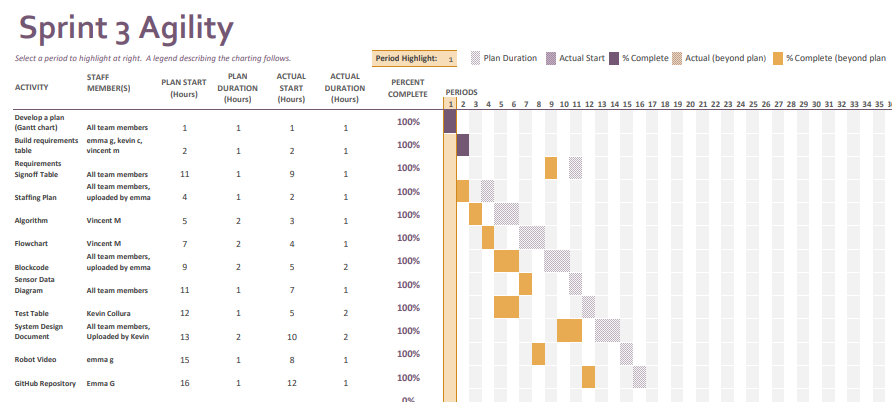 Sprint 3 Agility
Select a period to highlight at right.  A legend describing the charting follows.
Period Highlight: 1
Plan Duration
Actual Start
% Complete
Actual (beyond plan)
% Complete (beyond plan
ACTIVITY
STAFF
MEMBER(S)
PLAN START
(Hours)
PLAN
DURATION
(Hours)
ACTUAL
START
(Hours)
ACTUAL
DURATION
(Hours)
PERCENT
COMPLETE
PERIODS
1 2 3 4 5 6 7 8 9 10 11 12 13 14 15 16 17 18 19 20 21 22 23 24 25 26 27 28 29 30 31 32 33 34 35
Develop a plan
(Gantt chart) All team members 1 1 1 1 100%
Build requirements emma g, kevin c,
table vincent m 2 1 2 1 100%
Requirements
Signoff Table All team members 11 1 9 1 100%
All team members,
Staffing Plan uploaded by emma 4 1 2 1 100%
Algorithm Vincent M 5 2 3 1 100%
Flowchart Vincent M 7 2 4 1 100%
All team members,
Blockcode uploaded by emma 9 2 5 2 100%
Sensor Data
Diagram All team members 11 1 7 1 100%
Test Table Kevin Collura 12 1 5 2 100%
System Design All team members,
Document Uploaded by Kevin 13 2 10 2 100%
Robot Video emma g 15 1 8 1 100%
GitHub Repository Emma G 16 1 12 1 100%
0%